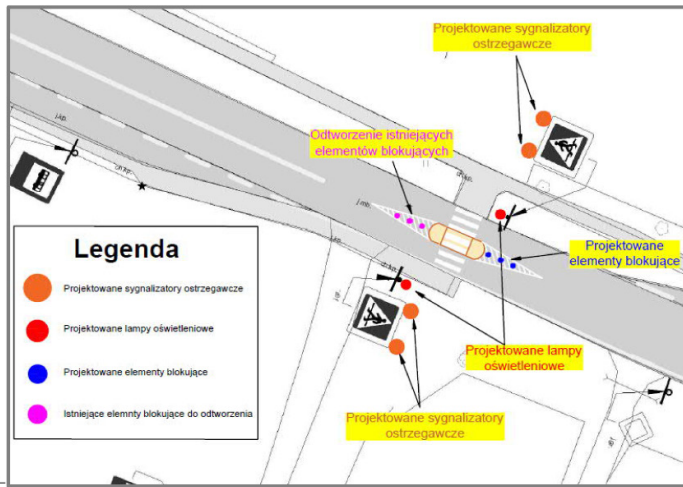 Projektowane sygnalizatory
ostrzegawcze
Odtworzenie istniejących
elementów blokujących
Projektowane
elementy blokujące
Legenda
Projektowane sygnalizatory ostrzegawcze
Projektowane lampy oświetleniowe
Projektowane elementy blokujące
Istniejące elemnty blokujące do odtworzenia
Projektowane lampy
oświetleniowe
Projektowane sygnalizatory
ostrzegawcze